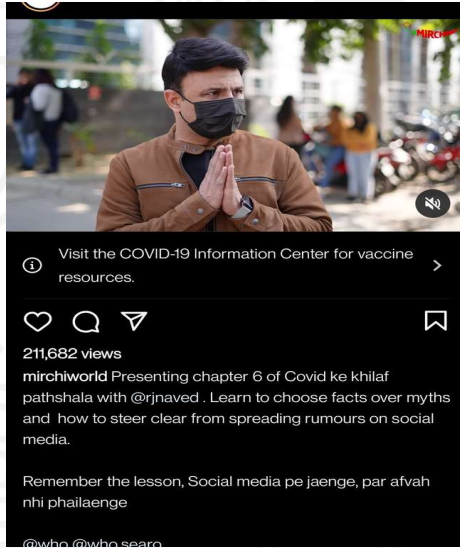 MIRCHI
Visit the COVID-19 Information Center for vaccine
resources.
211,682 views
mirchiworld Presenting chapter 6 of Covid ke khilaf
pathshala with @rjnaved . Learn to choose facts over myths
and how to steer clear from spreading rumours on social
media.
Remember the lesson, Social media pe jaenge, par afvah
nhi phailaenge
@who @who.searo